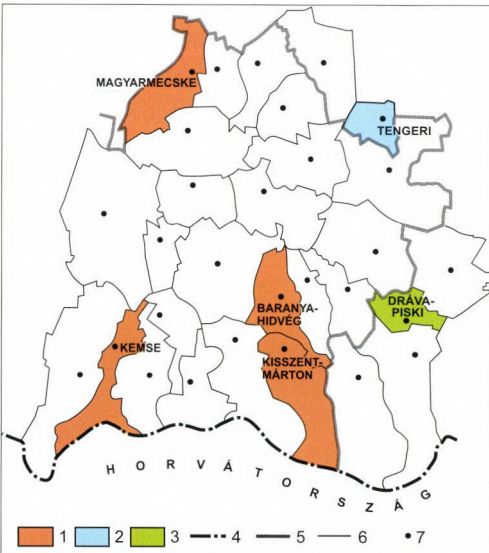 MAGYARMECSKE
TENGERI
BARANYA-
HIDVÉG
DRÁVA-
PISKI
KEMSE
KISSZENT-
MÁRTON
HORVÁTORSZÁG
1 2 3 4 5 6 7